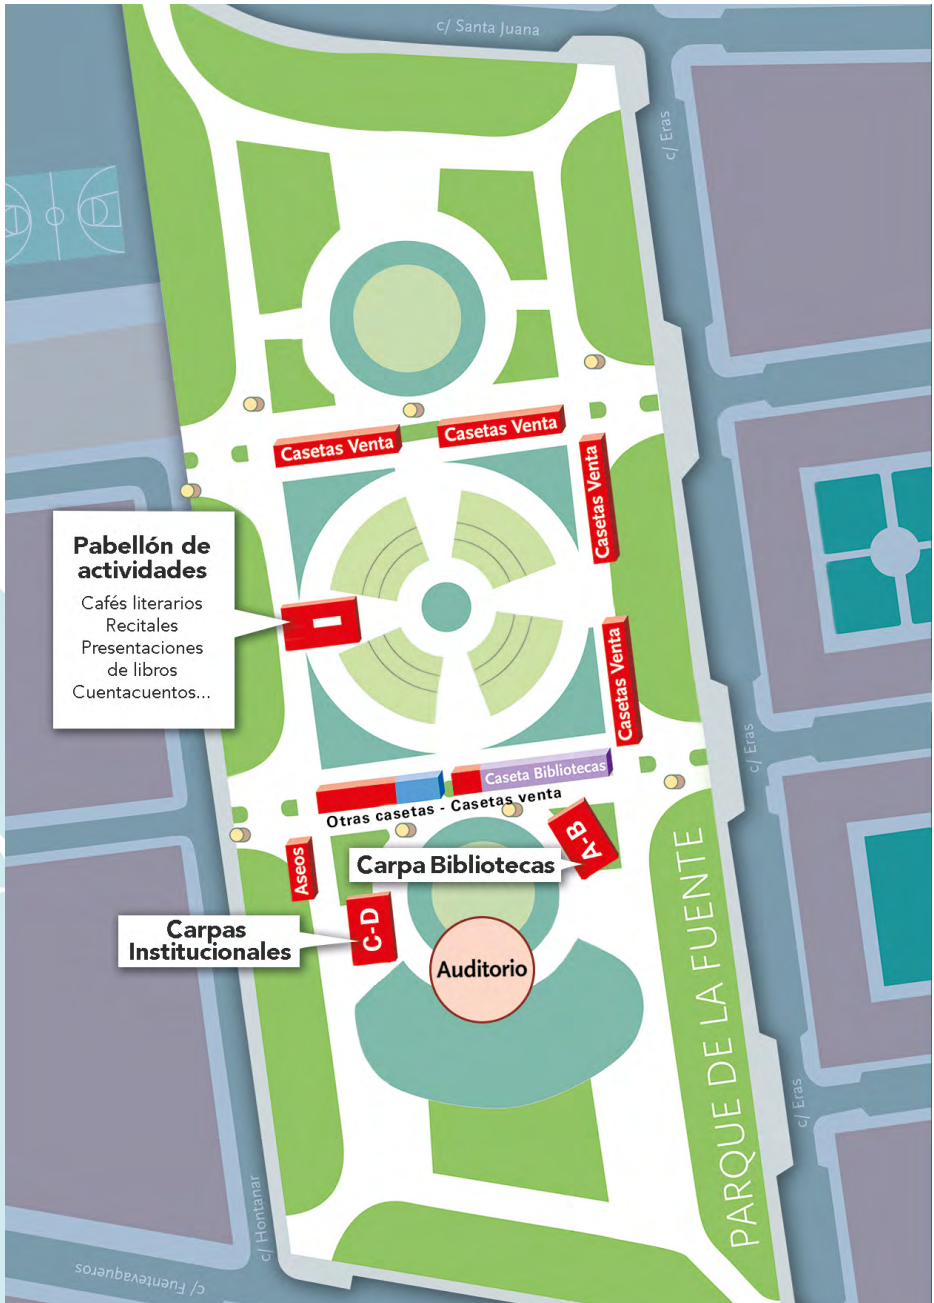 c/ Santa Juana
c/ Eras
Casetas Venta
Casetas Venta
Casetas Venta
Pabellón de
actividades
Cafés literarios
Recitales
Presentaciones
de libros
Cuentacuentos...
Casetas Venta
c/ Eras
Caseta Bibliotecas
Otras casetas - Casetas venta
A-B
Carpa Bibliotecas
Aseos
C-D
Carpas
Institucionales
Auditorio
PARQUE DE LA FUENTE
c/ Eras
c/ Hontanar
c/ Fuentevaqueros